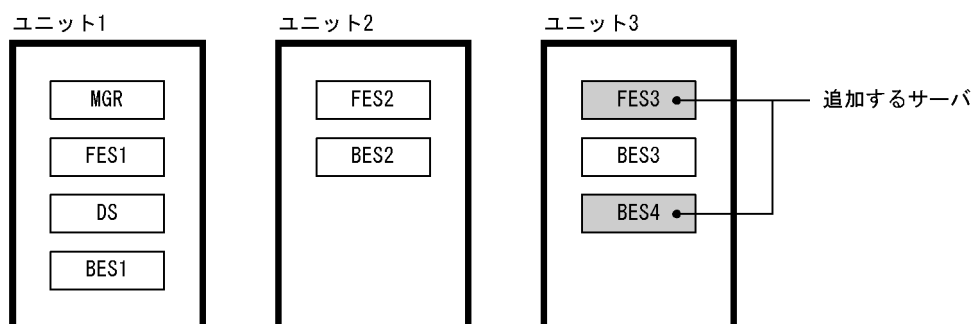 ユニット1
MGR
FES1
DS
BES1
ユニット2
FES2
BES2
ユニット3
FES3
BES3
BES4
追加するサーバ